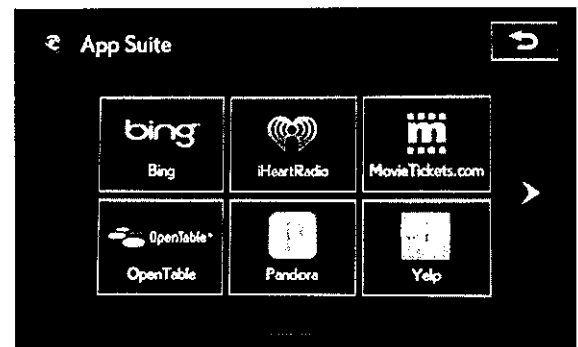 App Suite
bing
Bing
iHeartRadio
m
MovieTickets.com
OpenTable
OpenTable
P
Pandora
Yelp